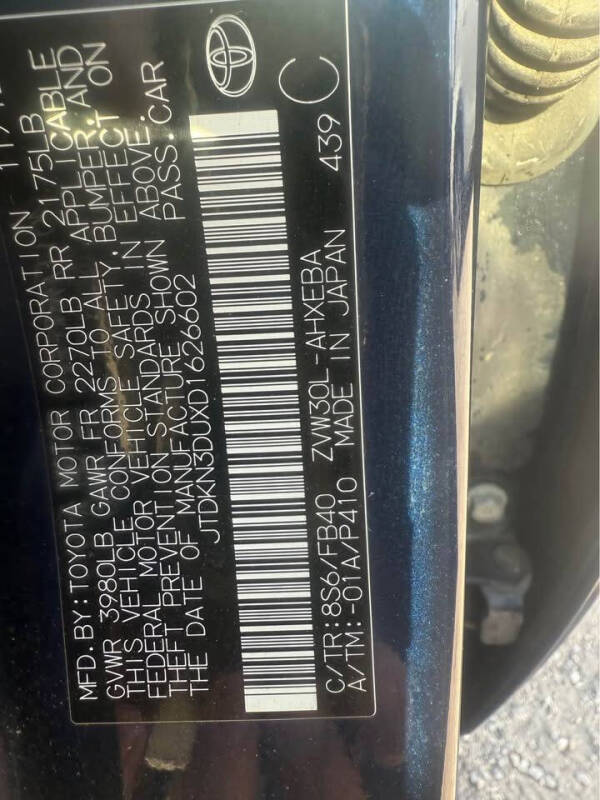 MFD. BY: TOYOTA MOTOR CORPORATION
GVWR 3980LB GAWR FR 2270LB RR 2175LB
THIS VEHICLE CONFORMS TO ALL APPLICABLE
FEDERAL MOTOR VEHICLE SAFETY, BUMPER, AND
THEFT PREVENTION STANDARDS IN EFFECT ON
THE DATE OF MANUFACTURE SHOWN ABOVE.
JTDKN3DUXD1626602 PASS. CAR
C/TR: 8S6/FB40 ZVW30L-AHXEBA
A/TM: -01A/P410 MADE IN JAPAN 439
C